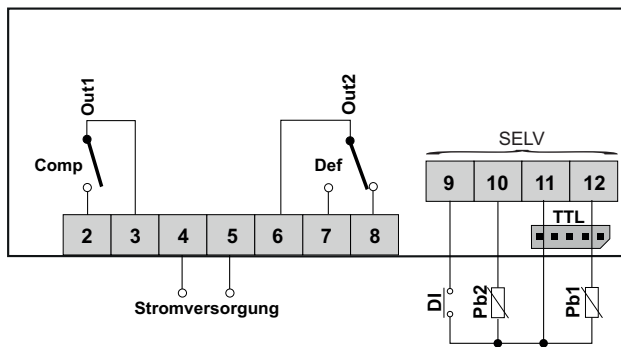 Out1
Out2
SELV
Comp
Def
9 10 11 12
TTL
2 3 4 5 6 7 8
Stromversorgung
DI
Pb2
Pb1